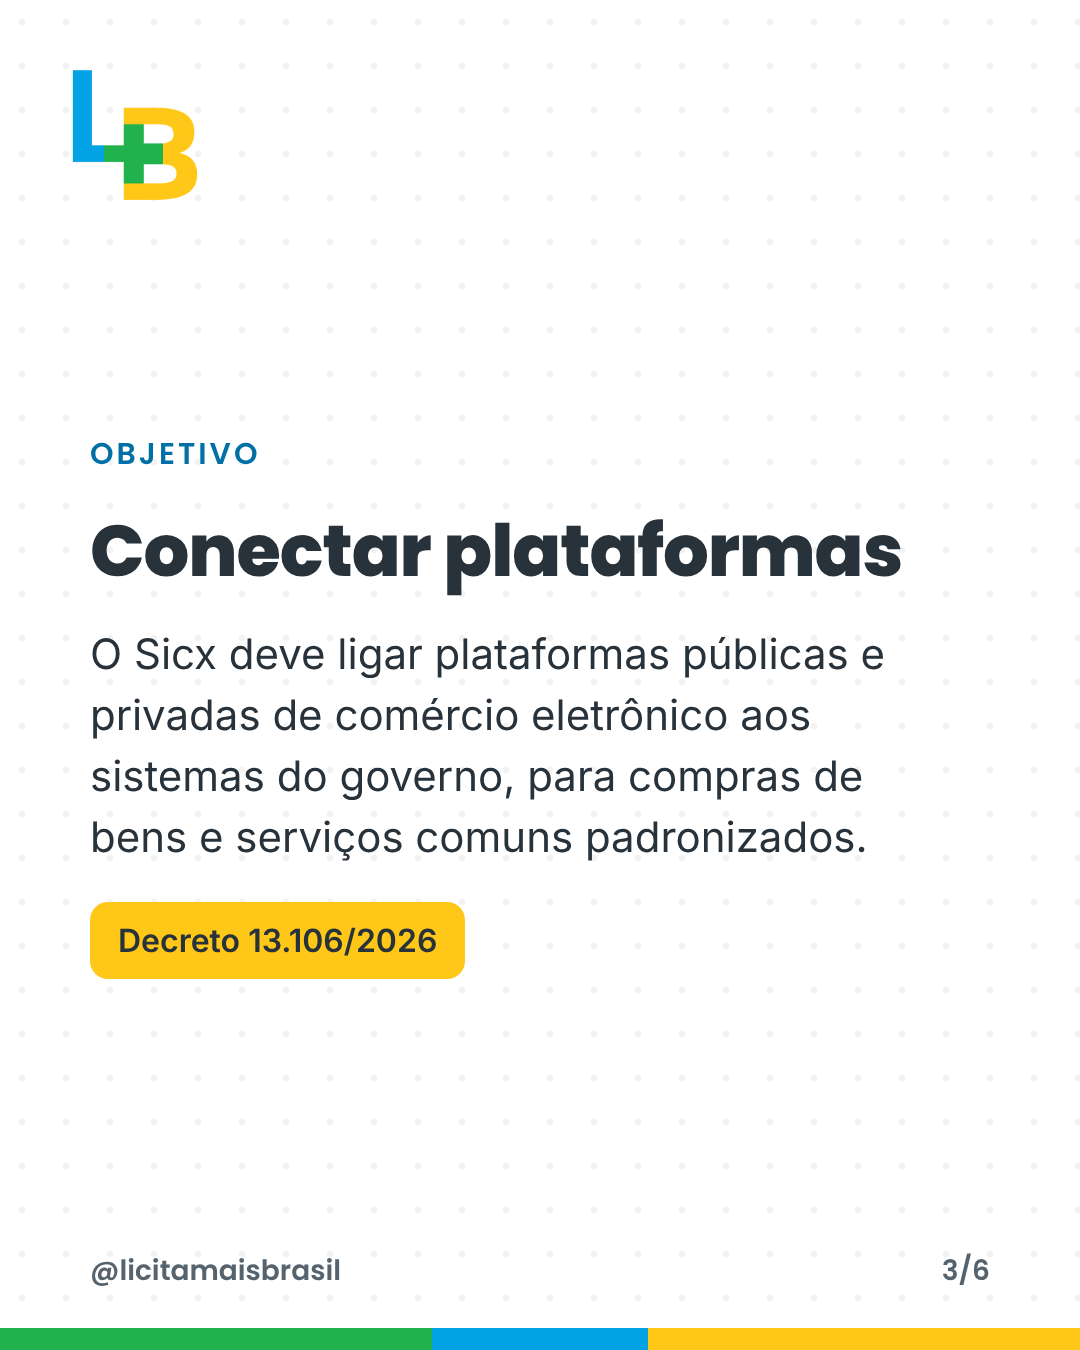 L+B
OBJETIVO
Conectar plataformas
O Sicx deve ligar plataformas públicas e
privadas de comércio eletrônico aos
sistemas do governo, para compras de
bens e serviços comuns padronizados.
Decreto 13.106/2026
@licitamaisbrasil
3/6